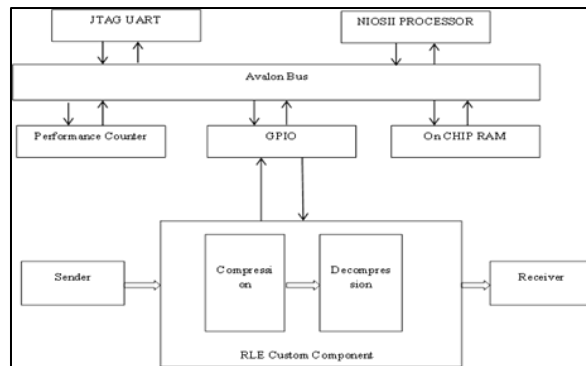 JTAG UART
NIOSII PROCESSOR
Avalon Bus
Performance Counter
GPIO
On CHIP RAM
Sender
Compressi
on
Decompres
sion
Receiver
RLE Custom Component